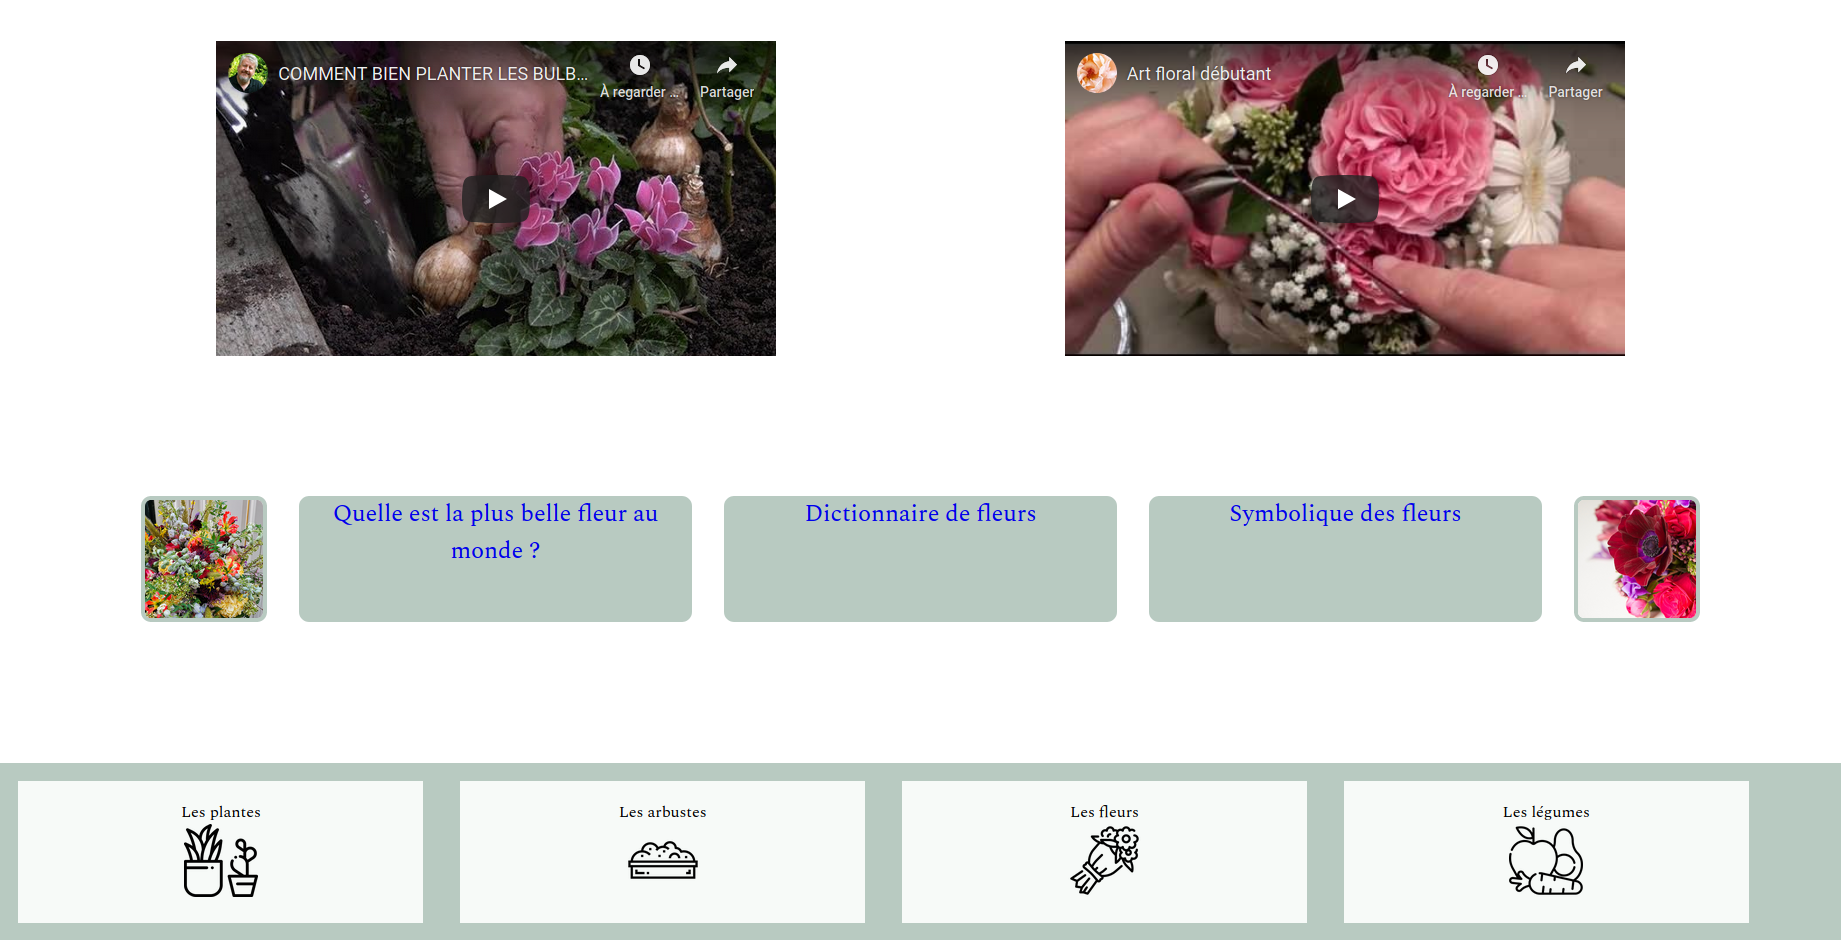 COMMENT BIEN PLANTER LES BULB...
À regarder ...
Partager
Art floral débutant
À regarder ...
Partager
Quelle est la plus belle fleur au
monde ?
Dictionnaire de fleurs
Symbolique des fleurs
Les plantes
Les arbustes
Les fleurs
Les légumes